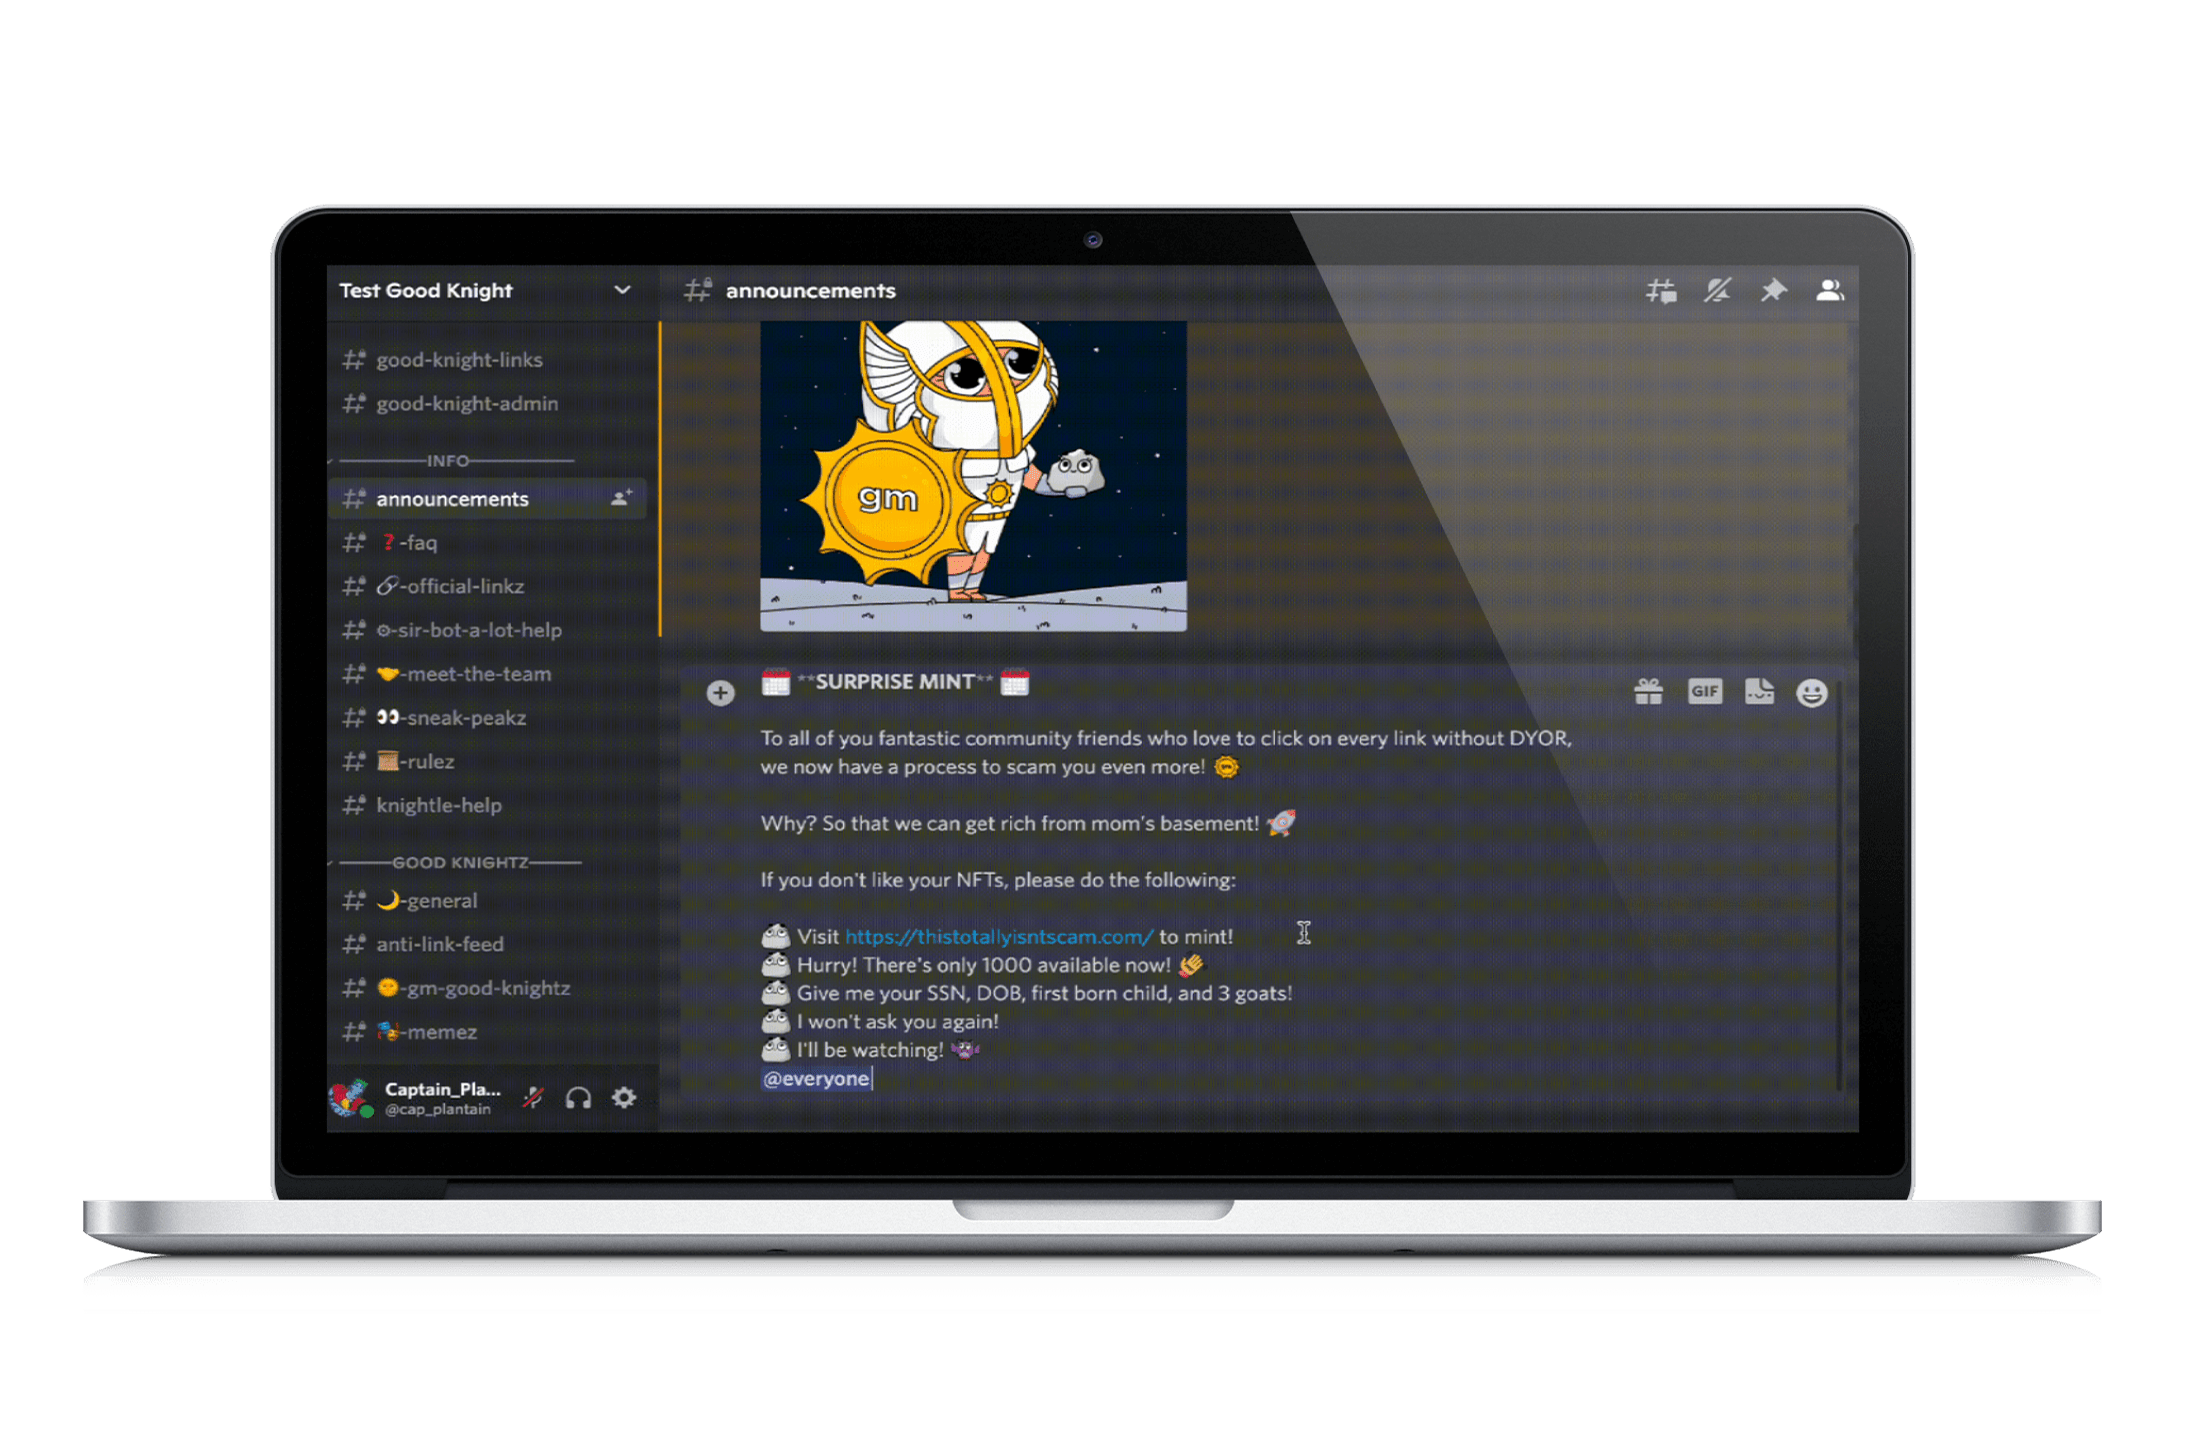 Test Good Knight
good-knight-links
good-knight-admin
INFO
announcements
❓-faq
🔗-official-linkz
⚙-sir-bot-a-lot-help
🤝-meet-the-team
👀-sneak-peakz
📜-rulez
knightle-help
GOOD KNIGHTZ
🌙-general
anti-link-feed
🌞-gm-good-knightz
🎭-memez
Captain_Pla...
@cap_plantain
announcements
gm
**SURPRISE MINT**
GIF
To all of you fantastic community friends who love to click on every link without DYOR,
we now have a process to scam you even more!
Why? So that we can get rich from mom's basement! 🚀
If you don't like your NFTs, please do the following:
Visit https://thistotallyisntscam.com/ to mint!
Hurry! There's only 1000 available now!
Give me your SSN, DOB, first born child, and 3 goats!
I won't ask you again!
I'll be watching!
@everyone